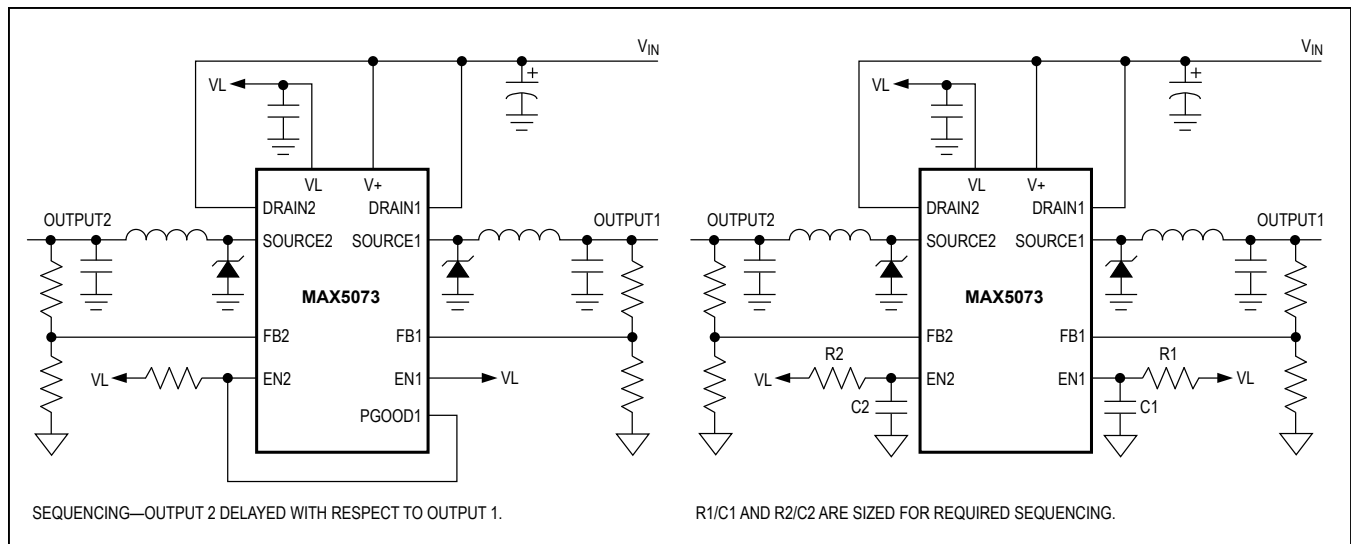 VIN
VL
VL
V+
DRAIN2
DRAIN1
OUTPUT2
OUTPUT1
SOURCE2
SOURCE1
MAX5073
FB2
FB1
VL
EN2
EN1
VL
PGOOD1
SEQUENCING—OUTPUT 2 DELAYED WITH RESPECT TO OUTPUT 1.
VIN
VL
VL
V+
DRAIN2
DRAIN1
OUTPUT2
OUTPUT1
SOURCE2
SOURCE1
MAX5073
FB2
FB1
R2
R1
VL
EN2
EN1
VL
C2
C1
R1/C1 AND R2/C2 ARE SIZED FOR REQUIRED SEQUENCING.